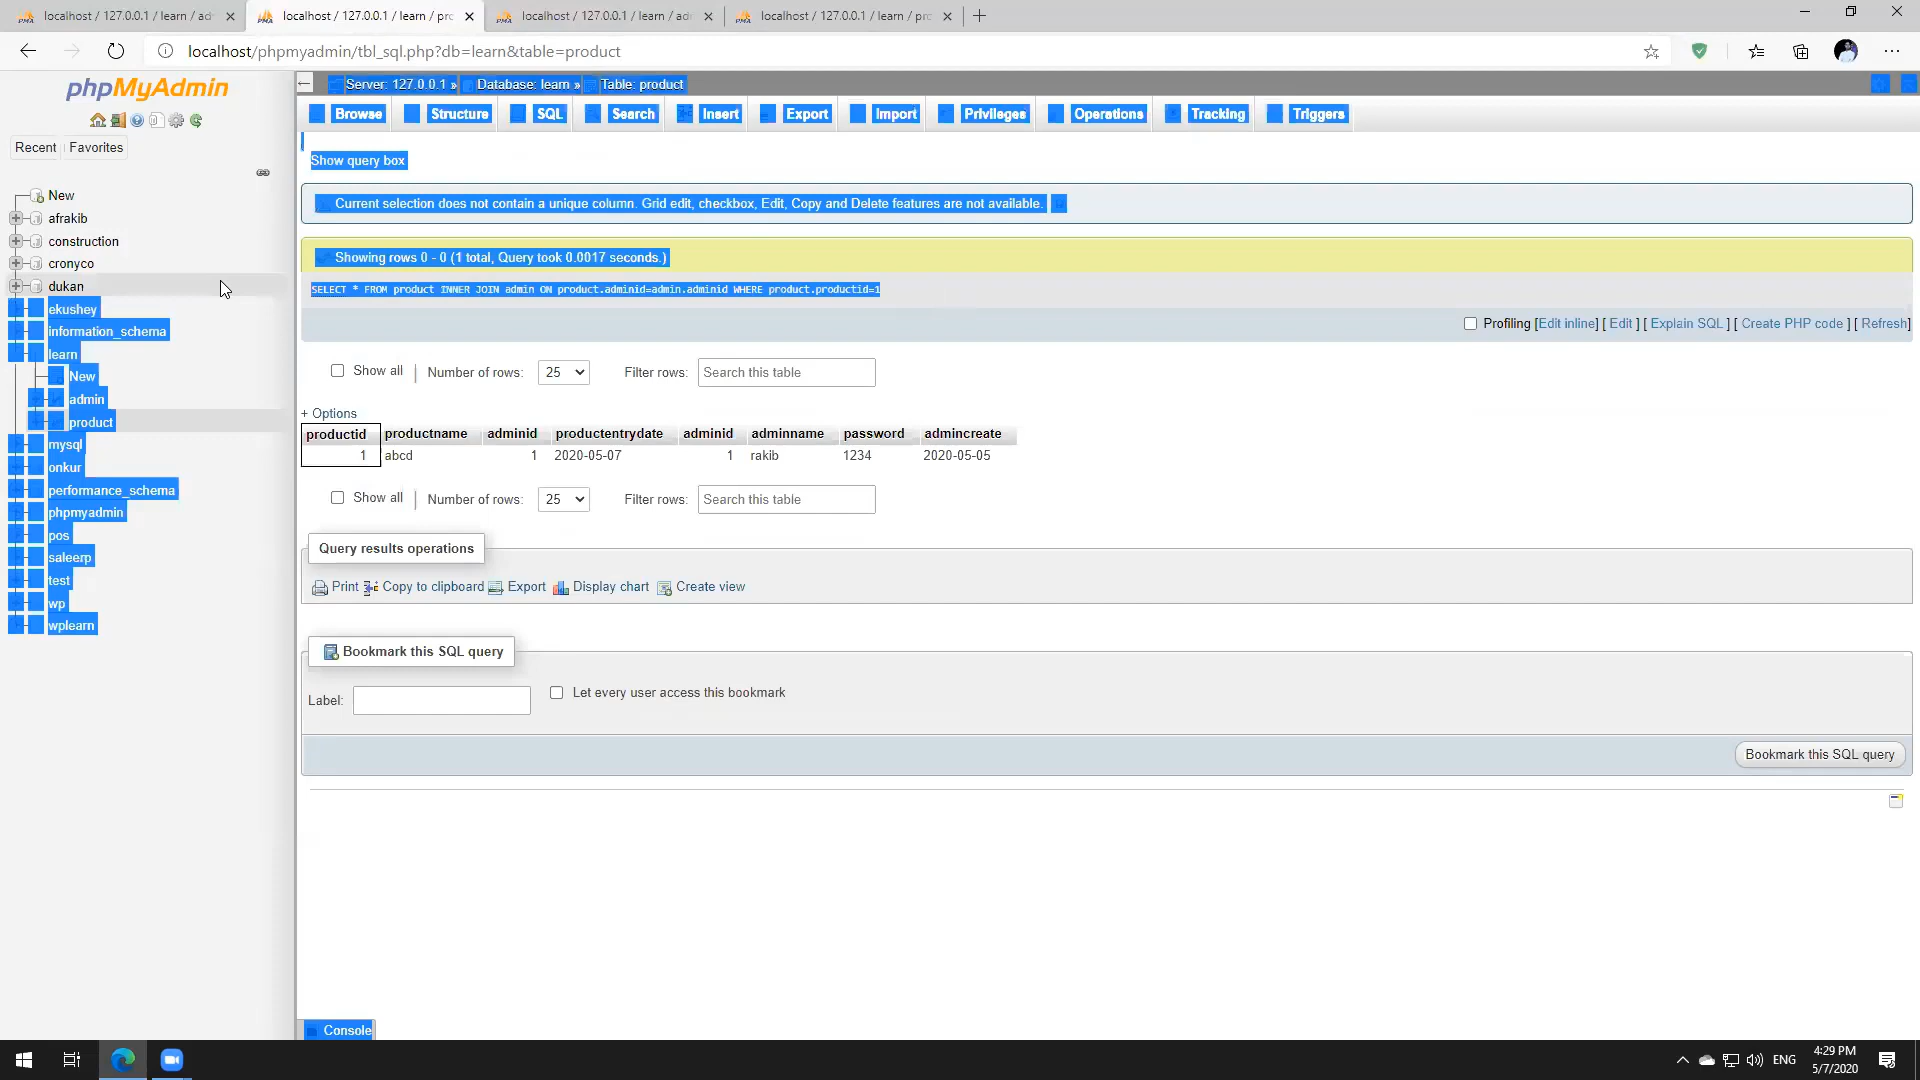 localhost / 127.0.0.1 / learn / ad
localhost / 127.0.0.1 / learn / pro
localhost / 127.0.0.1 / learn / ad
localhost / 127.0.0.1 / learn / pro
localhost/phpmyadmin/tbl_sql.php?db=learn&table=product
phpMyAdmin
Recent Favorites
New
afrakib
construction
cronyco
dukan
ekushey
information_schema
learn
New
admin
product
mysql
onkur
performance_schema
phpmyadmin
pos
saleerp
test
wp
wplearn
Server: 127.0.0.1 » Database: learn » Table: product
Browse Structure SQL Search Insert Export Import Privileges Operations Tracking Triggers
Show query box
Current selection does not contain a unique column. Grid edit, checkbox, Edit, Copy and Delete features are not available.
Showing rows 0 - 0 (1 total, Query took 0.0017 seconds.)
SELECT * FROM product INNER JOIN admin ON product.adminid=admin.adminid WHERE product.productid=1
Profiling [Edit inline] [ Edit ] [ Explain SQL ] [ Create PHP code ] [ Refresh]
Show all | Number of rows: 25 Filter rows: Search this table
+ Options
productid productname adminid productentrydate adminid adminname password admincreate
1 abcd 1 2020-05-07 1 rakib 1234 2020-05-05
Show all | Number of rows: 25 Filter rows: Search this table
Query results operations
Print Copy to clipboard Export Display chart Create view
Bookmark this SQL query
Label: Let every user access this bookmark
Bookmark this SQL query
Console
ENG
4:29 PM
5/7/2020